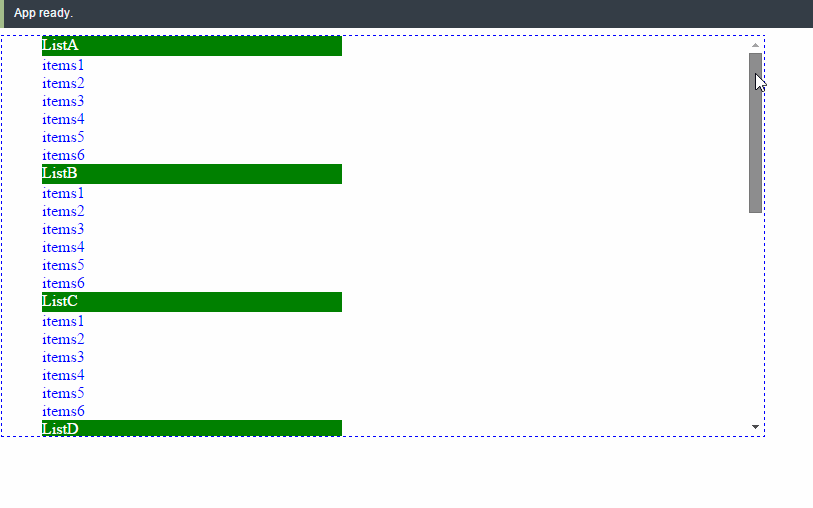 App ready.
ListA
items1
items2
items3
items4
items5
items6
ListB
items1
items2
items3
items4
items5
items6
ListC
items1
items2
items3
items4
items5
items6
ListD